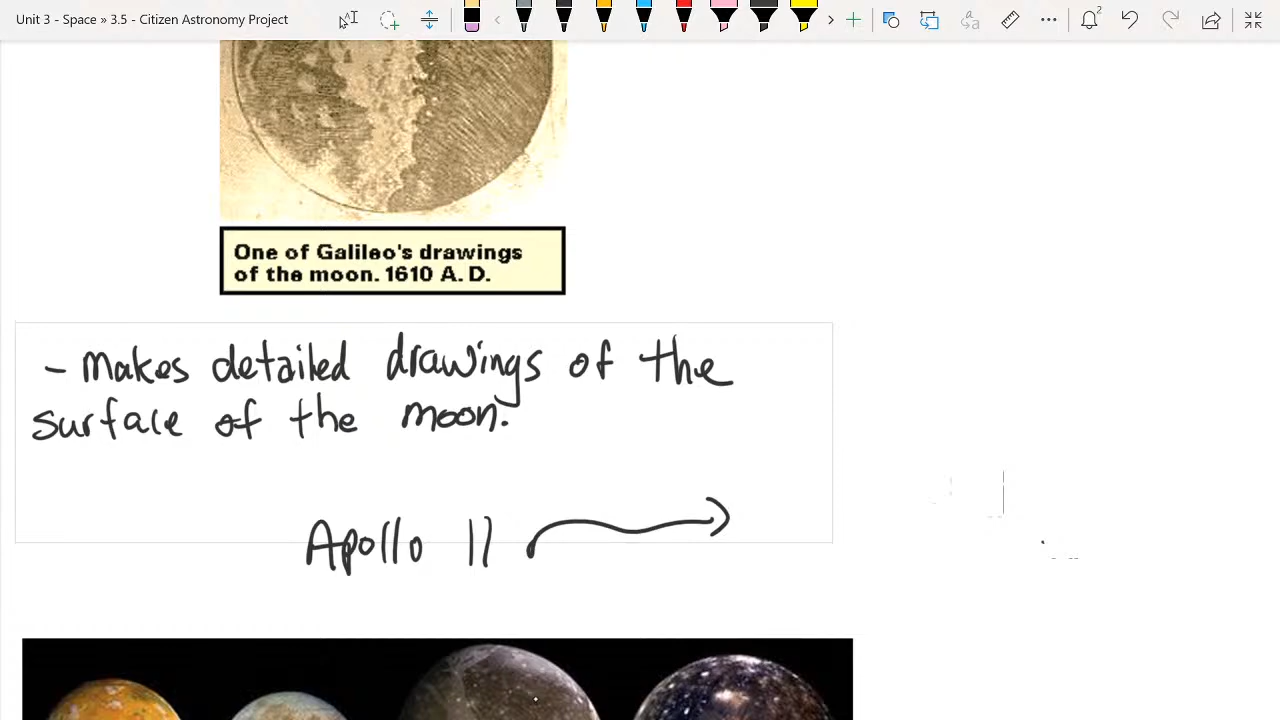 Unit 3 - Space » 3.5 - Citizen Astronomy Project
2
One of Galileo's drawings
of the moon. 1610 A. D.
- Makes detailed drawings of the
surface of the moon.
Apollo 11